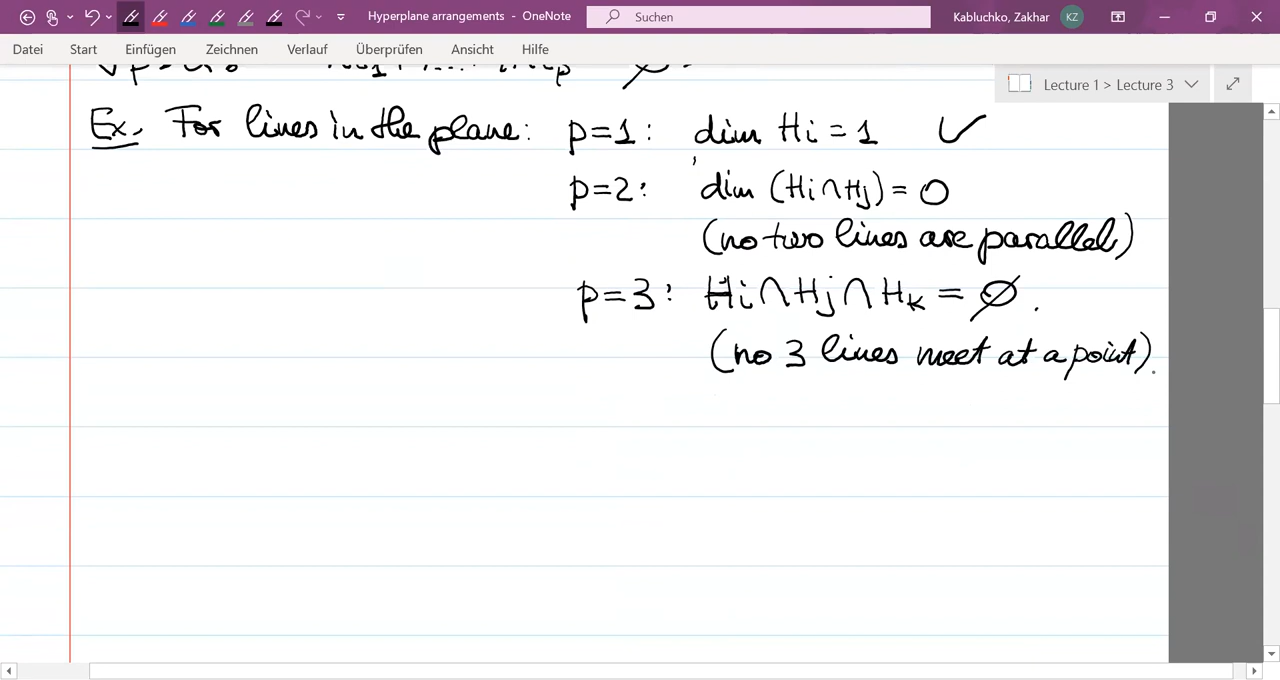 Hyperplane arrangements - OneNote
Suchen
Kabluchko, Zakhar
KZ
Datei Start Einfügen Zeichnen Verlauf Überprüfen Ansicht Hilfe
Lecture 1 > Lecture 3
Ex. For lines in the plane: p=1: dim Hi = 1 ✓
p=2: dim (Hi ∩ Hj) = 0
(no two lines are parallel)
p=3: Hi ∩ Hj ∩ Hk = ∅.
(no 3 lines meet at a point).